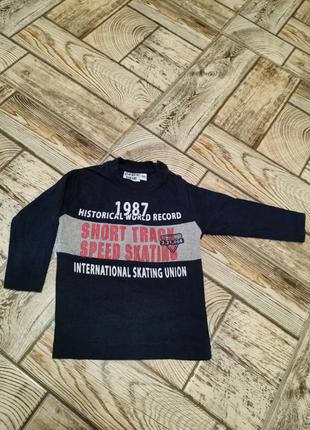 1987
HISTORICAL WORLD RECORD
SHORT TRACK
SPEED SKATING
INTERNATIONAL SKATING UNION